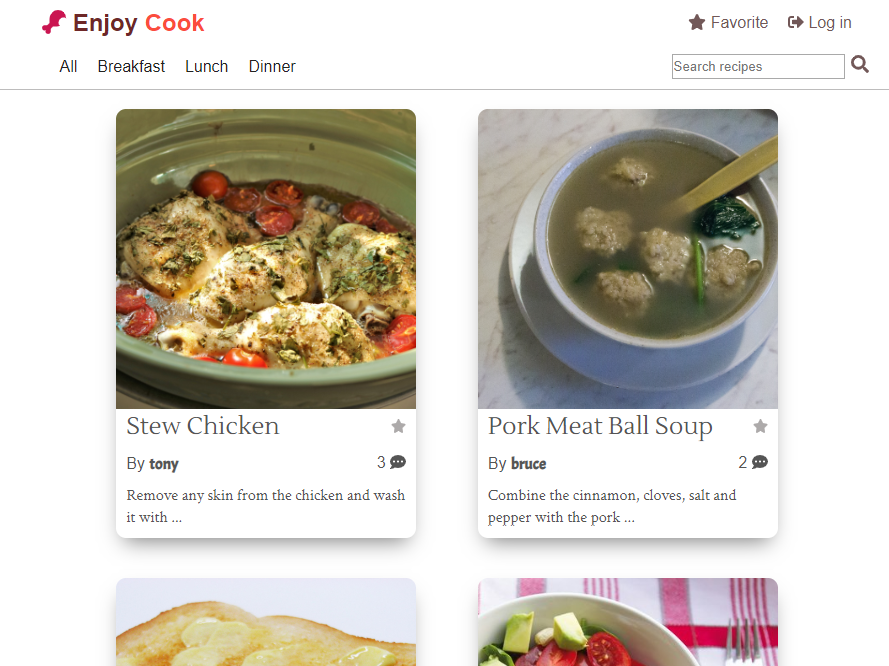 Enjoy Cook
Favorite
Log in
All
Breakfast
Lunch
Dinner
Search recipes
Stew Chicken
By tony
3
Remove any skin from the chicken and wash
it with ...
Pork Meat Ball Soup
By bruce
2
Combine the cinnamon, cloves, salt and
pepper with the pork ...